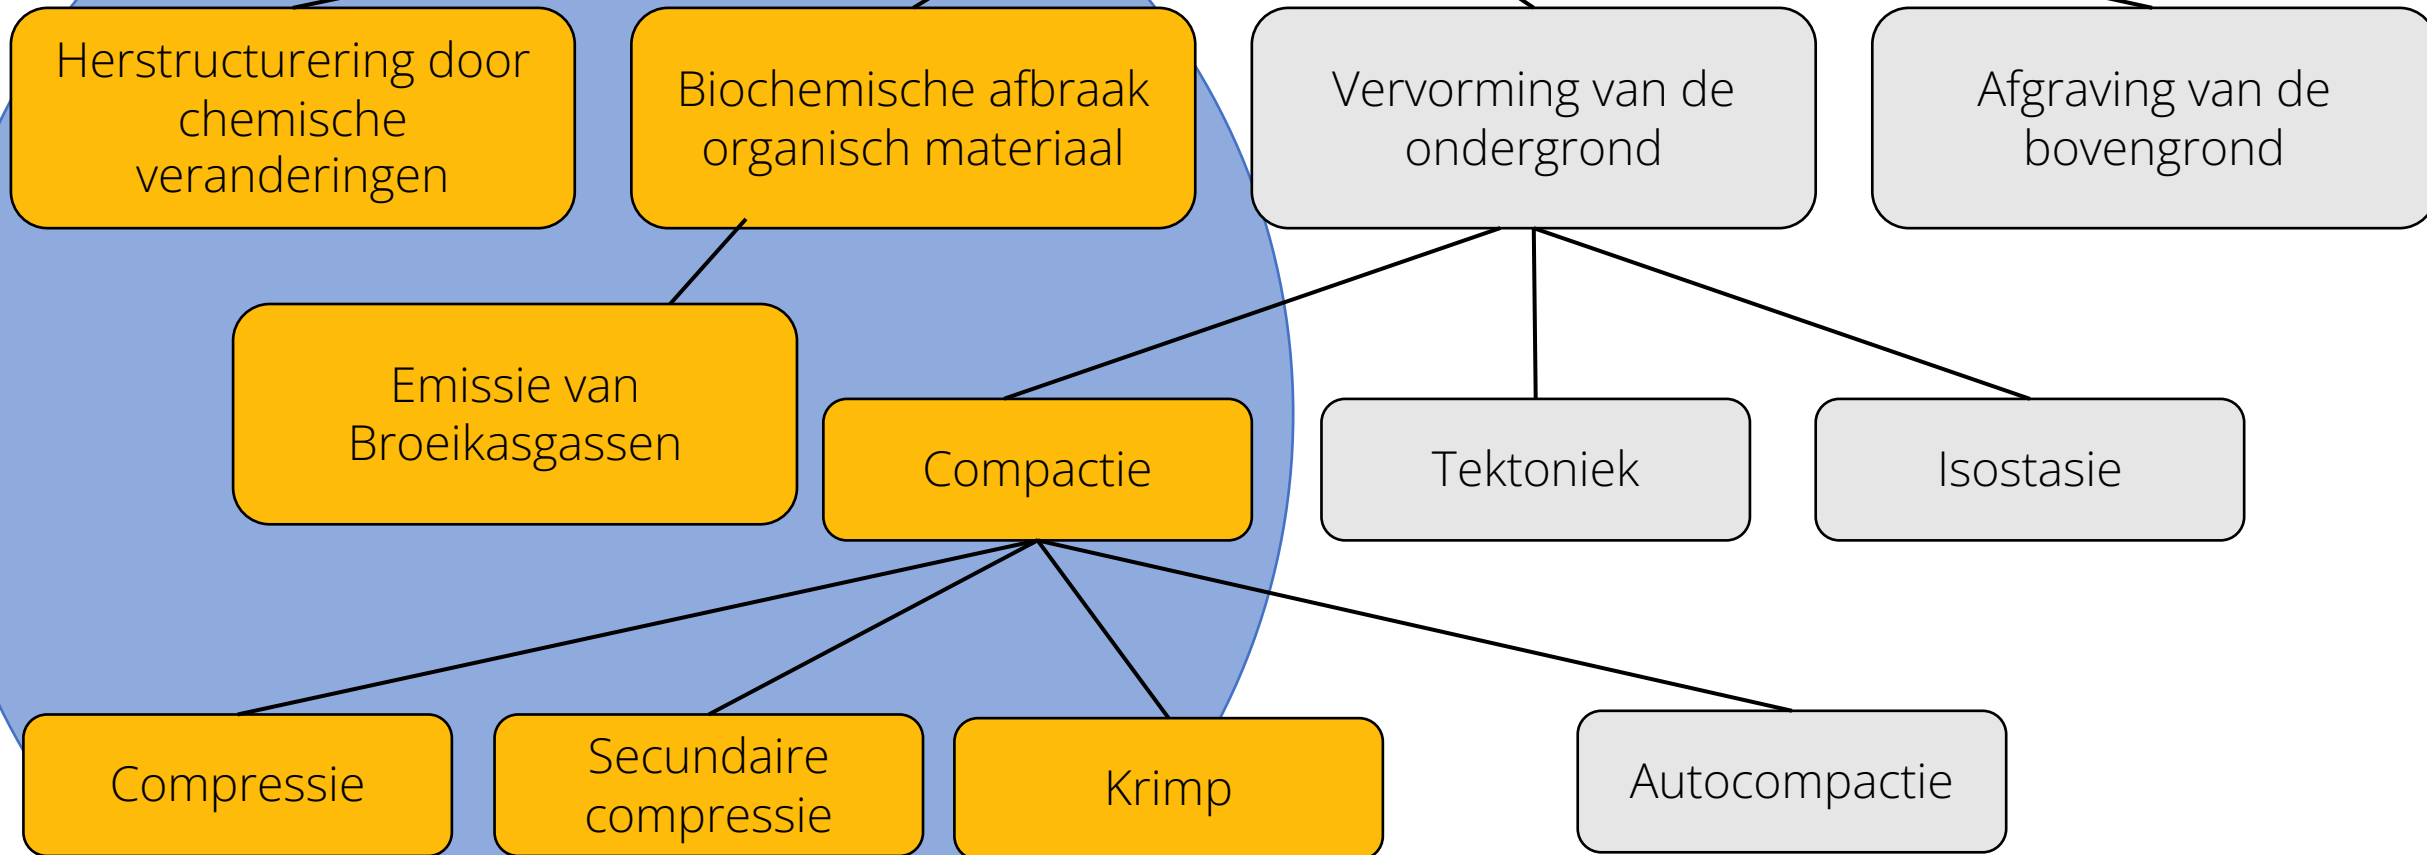 Herstructurering door
chemische
veranderingen
Biochemische afbraak
organisch materiaal
Vervorming van de
ondergrond
Afgraving van de
bovengrond
Emissie van
Broeikasgassen
Compactie
Tektoniek
Isostasie
Compressie
Secundaire
compressie
Krimp
Autocompactie